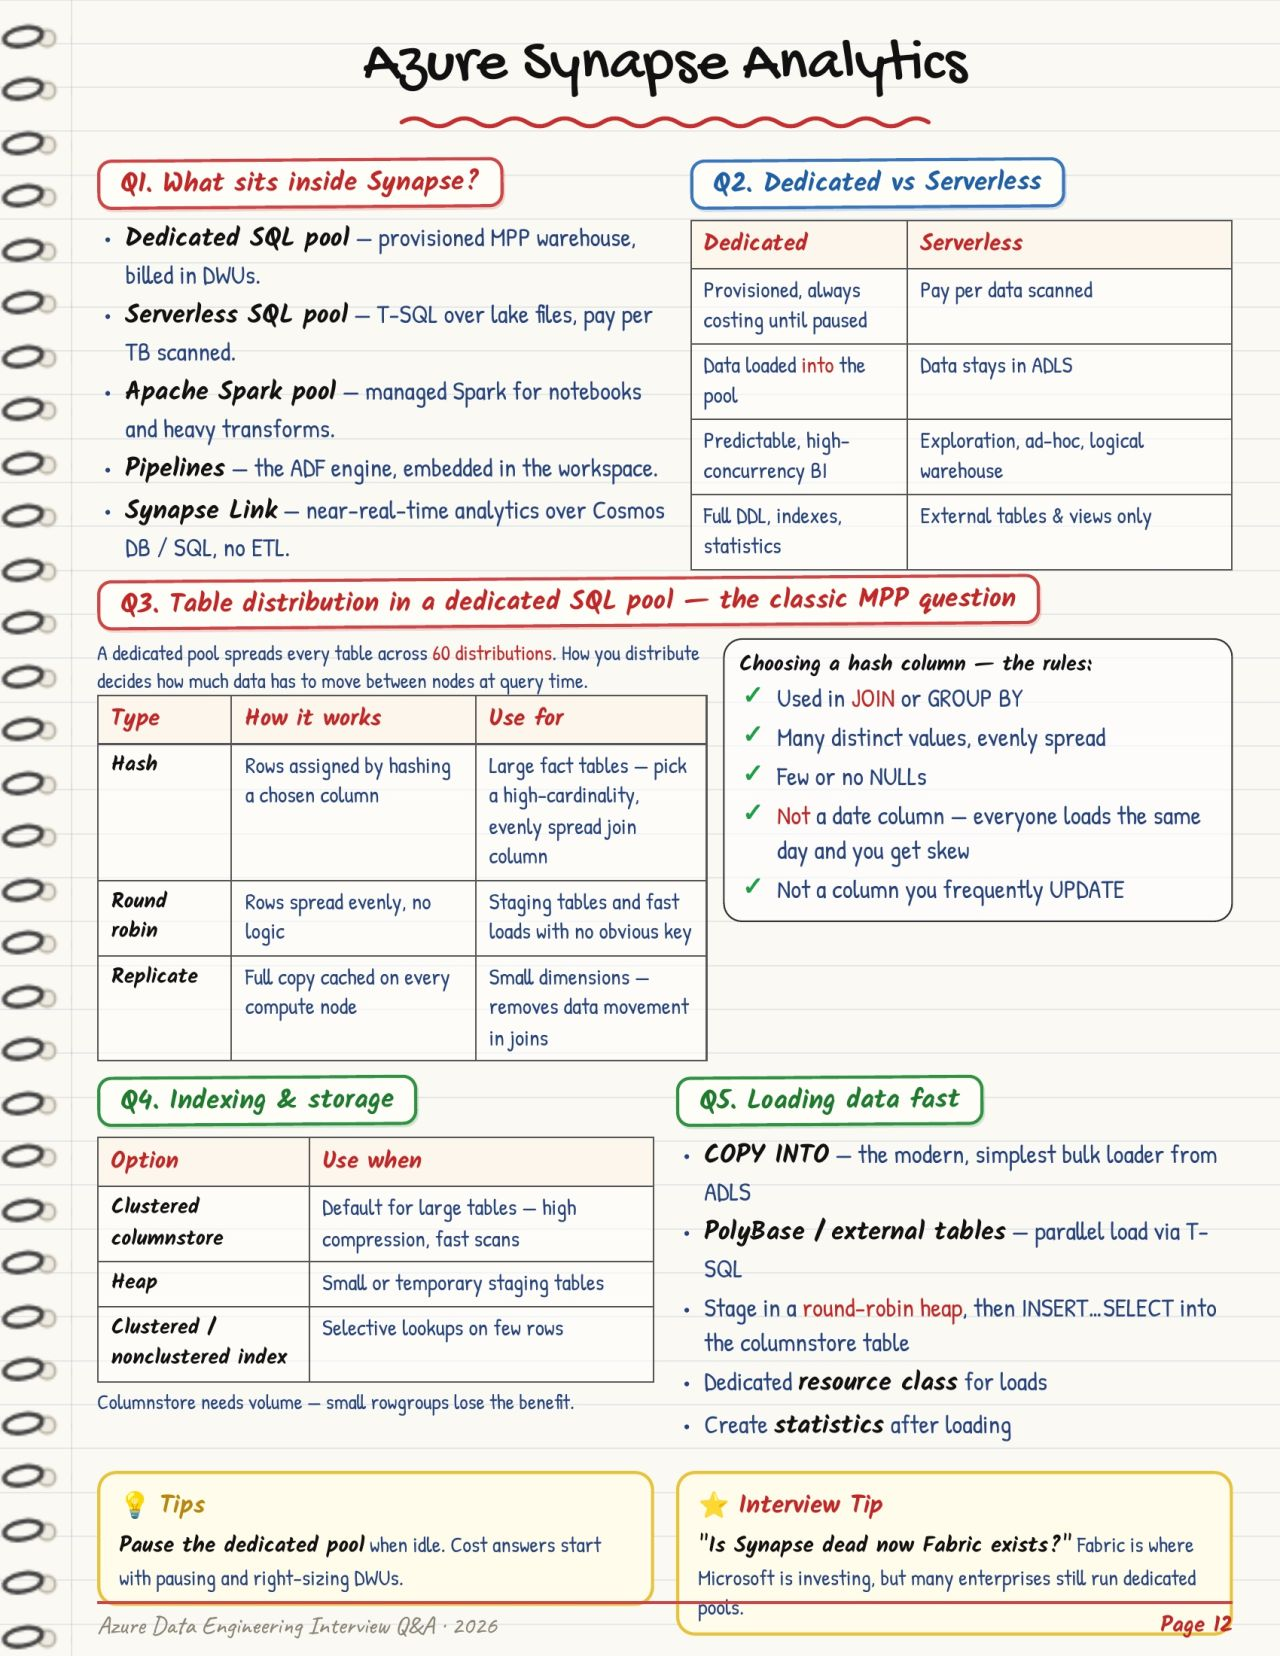 Azure Synapse Analytics
Q1. What sits inside Synapse?
• Dedicated SQL pool — provisioned MPP warehouse,
billed in DWUs.
• Serverless SQL pool — T-SQL over lake files, pay per
TB scanned.
• Apache Spark pool — managed Spark for notebooks
and heavy transforms.
• Pipelines — the ADF engine, embedded in the workspace.
• Synapse Link — near-real-time analytics over Cosmos
DB / SQL, no ETL.
Q2. Dedicated vs Serverless
Dedicated Serverless
Provisioned, always Pay per data scanned
costing until paused
Data loaded into the Data stays in ADLS
pool
Predictable, high- Exploration, ad-hoc, logical
concurrency BI warehouse
Full DDL, indexes, External tables & views only
statistics
Q3. Table distribution in a dedicated SQL pool — the classic MPP question
A dedicated pool spreads every table across 60 distributions. How you distribute
decides how much data has to move between nodes at query time.
Type How it works Use for
Hash Rows assigned by hashing Large fact tables — pick
a chosen column a high-cardinality,
evenly spread join
column
Round Rows spread evenly, no Staging tables and fast
robin logic loads with no obvious key
Replicate Full copy cached on every Small dimensions —
compute node removes data movement
in joins
Choosing a hash column — the rules:
✓ Used in JOIN or GROUP BY
✓ Many distinct values, evenly spread
✓ Few or no NULLs
✓ Not a date column — everyone loads the same
day and you get skew
✓ Not a column you frequently UPDATE
Q4. Indexing & storage
Option Use when
Clustered Default for large tables — high
columnstore compression, fast scans
Heap Small or temporary staging tables
Clustered / Selective lookups on few rows
nonclustered index
Columnstore needs volume — small rowgroups lose the benefit.
Q5. Loading data fast
• COPY INTO — the modern, simplest bulk loader from
ADLS
• PolyBase / external tables — parallel load via T-
SQL
• Stage in a round-robin heap, then INSERT...SELECT into
the columnstore table
• Dedicated resource class for loads
• Create statistics after loading
💡 Tips
Pause the dedicated pool when idle. Cost answers start
with pausing and right-sizing DWUs.
⭐ Interview Tip
"Is Synapse dead now Fabric exists?" Fabric is where
Microsoft is investing, but many enterprises still run dedicated
pools.
Azure Data Engineering Interview Q&A · 2026
Page 12